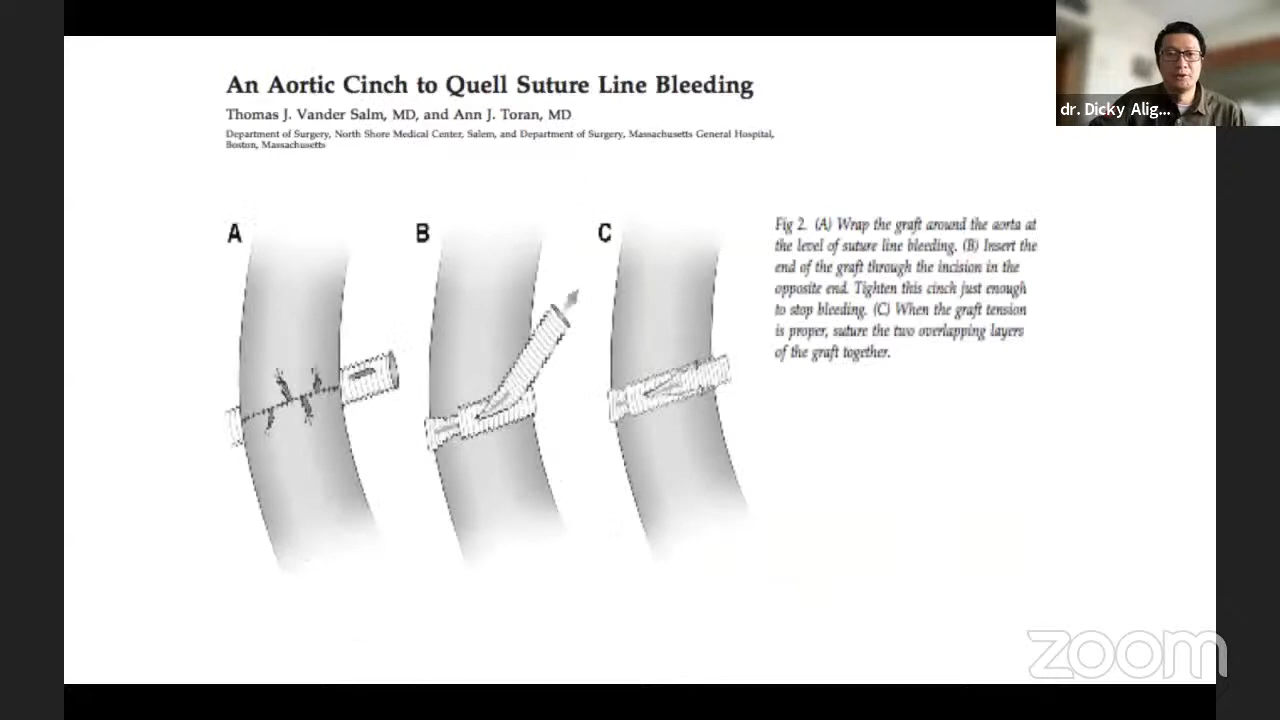 An Aortic Cinch to Quell Suture Line Bleeding
Thomas J. Vander Salm, MD, and Ann J. Toran, MD
Department of Surgery, North Shore Medical Center, Salem, and Department of Surgery, Massachusetts General Hospital,
Boston, Massachusetts
A
B
C
Fig 2. (A) Wrap the graft around the aorta at
the level of suture line bleeding. (B) Insert the
end of the graft through the incision in the
opposite end. Tighten this cinch just enough
to stop bleeding. (C) When the graft tension
is proper, suture the two overlapping layers
of the graft together.
dr. Dicky Alig...
zoom